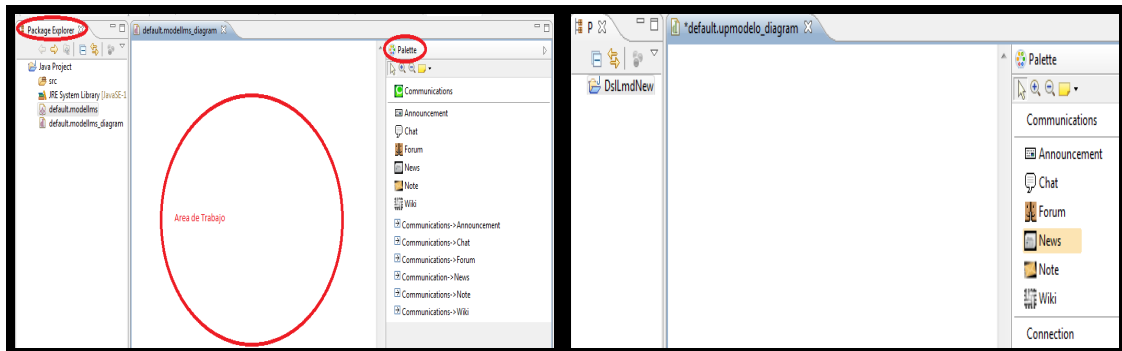 Package Explorer
default.modellms_diagram
Palette
Java Project
src
JRE System Library [JavaSE-1
default.modellms
default.modellms_diagram
Area de Trabajo
Communications
Announcement
Chat
Forum
News
Note
Wiki
Communications->Announcement
Communications->Chat
Communications->Forum
Communication->News
Communications->Note
Communications->Wiki
P
*default.upmodelo_diagram
DslLmdNew
Palette
Communications
Announcement
Chat
Forum
News
Note
Wiki
Connection